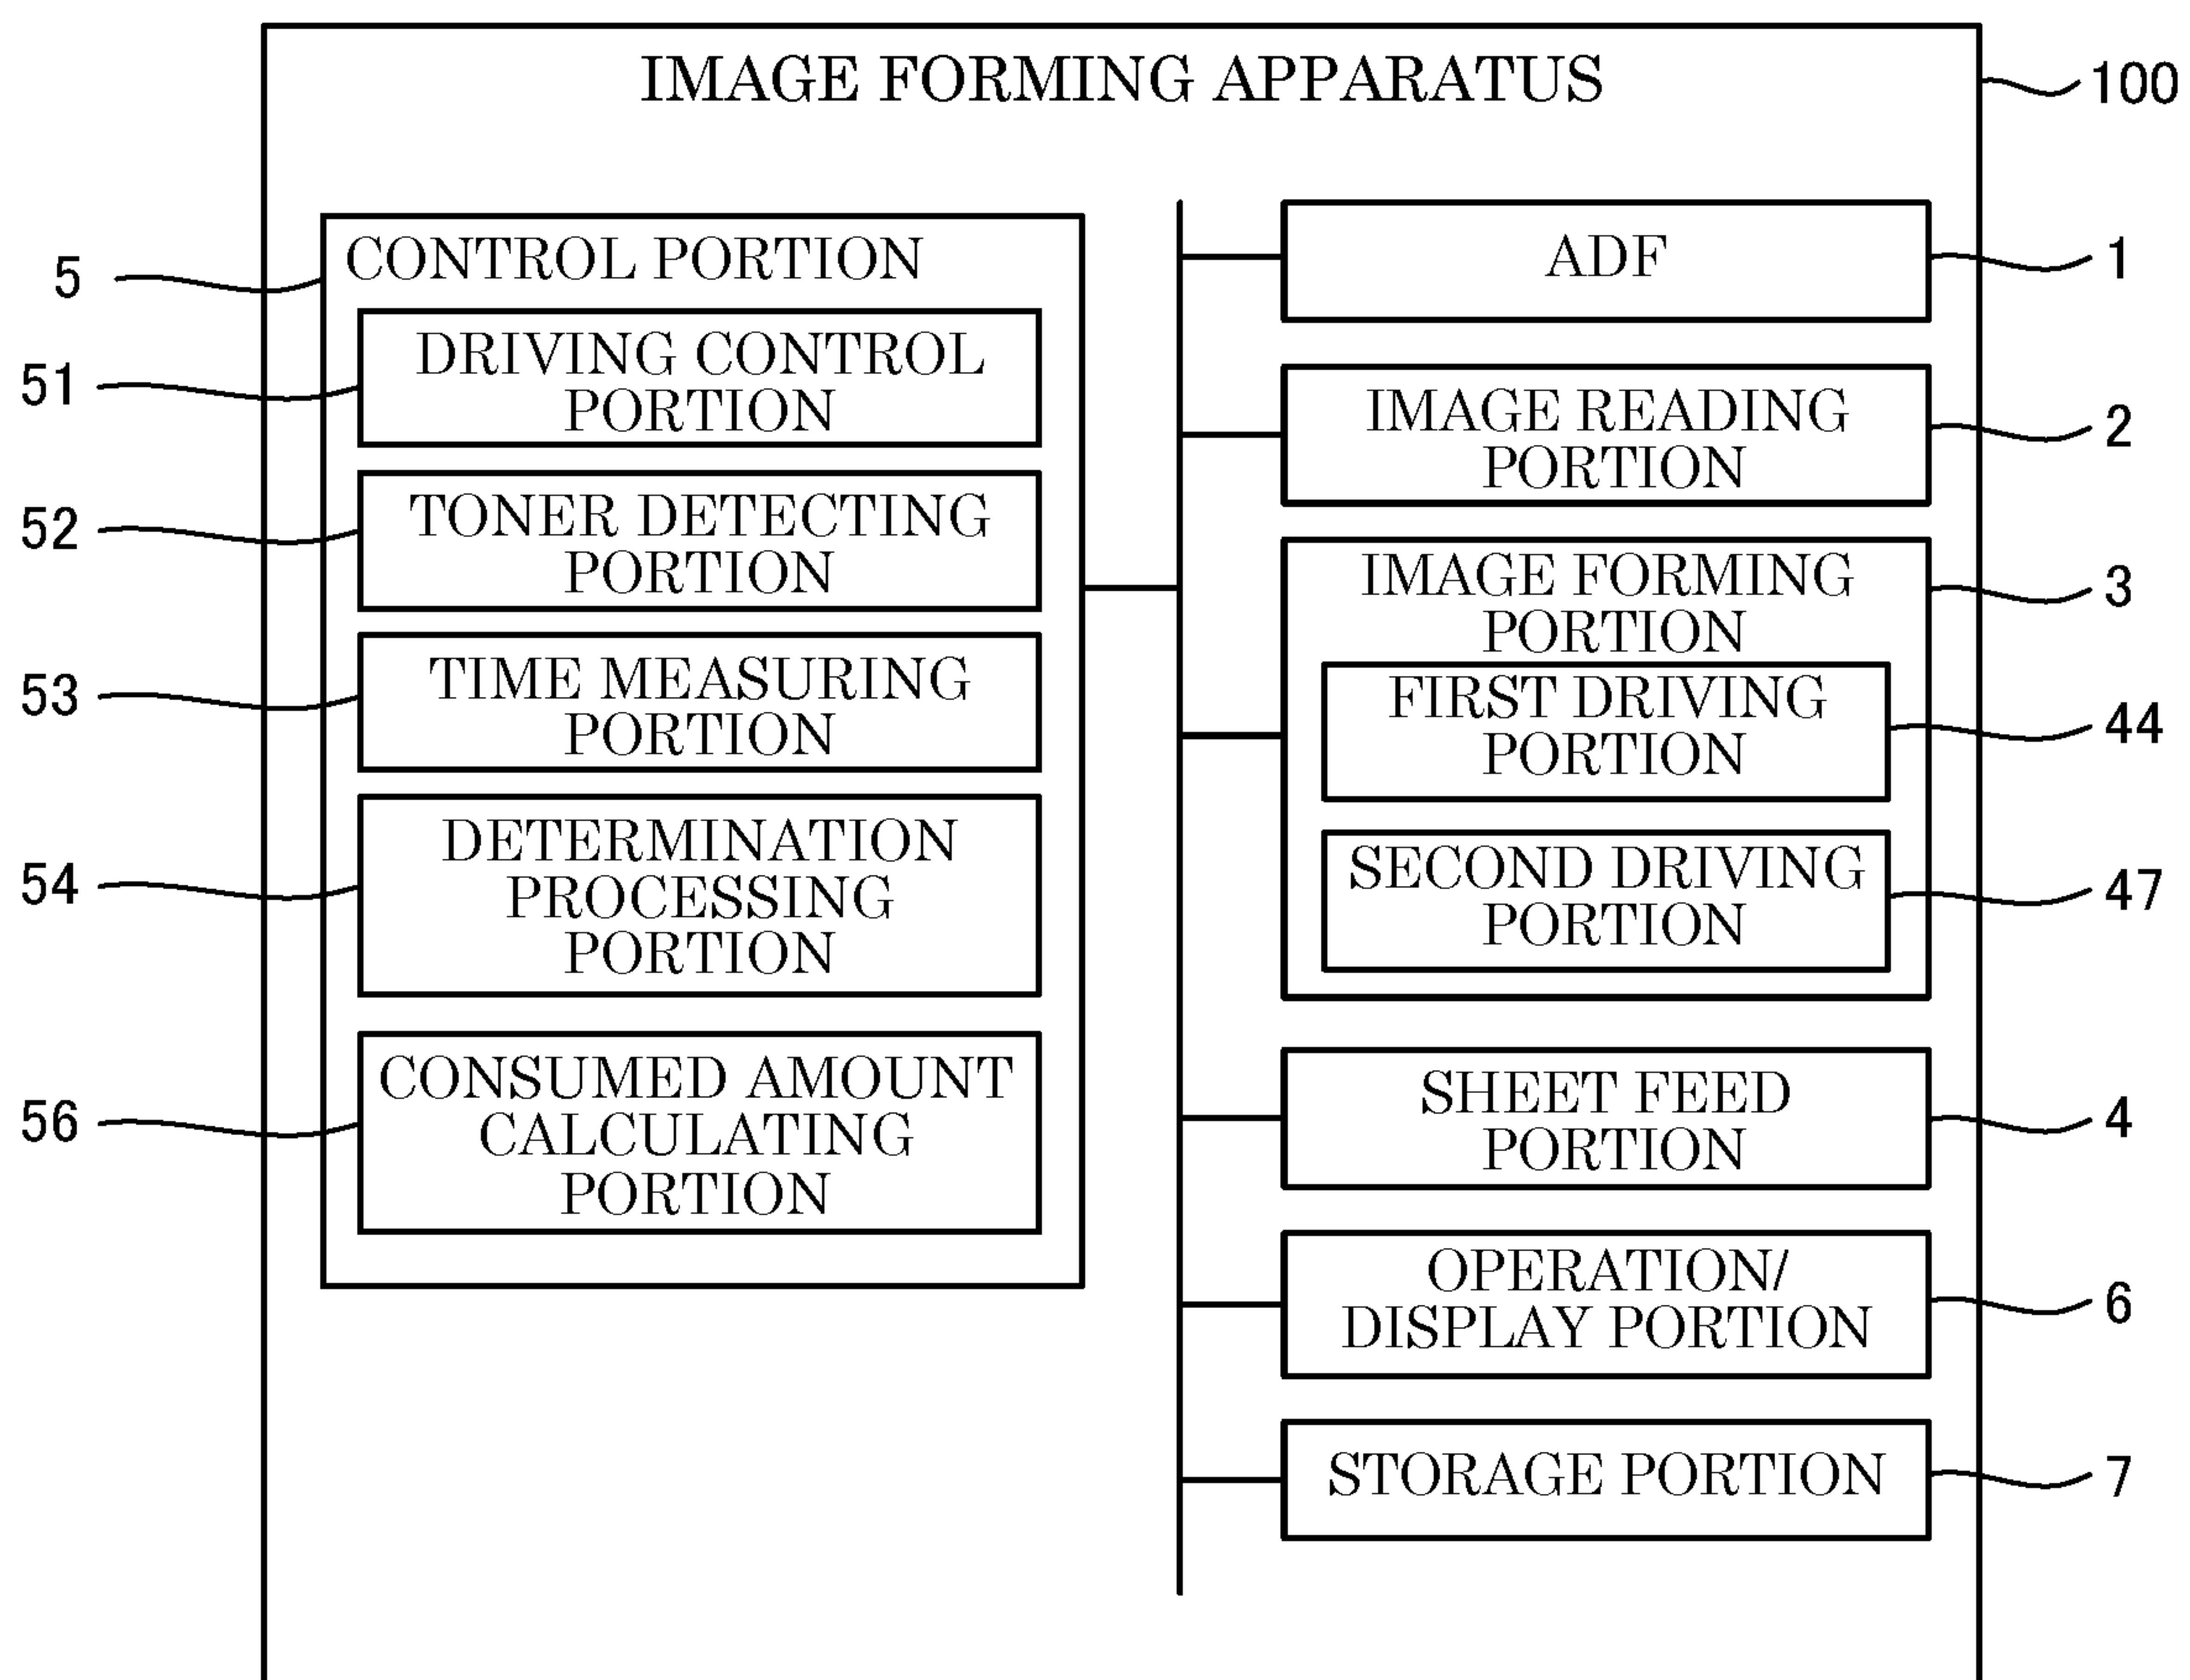 IMAGE FORMING APPARATUS
100
5
CONTROL PORTION
51
DRIVING CONTROL
PORTION
52
TONER DETECTING
PORTION
53
TIME MEASURING
PORTION
54
DETERMINATION
PROCESSING
PORTION
56
CONSUMED AMOUNT
CALCULATING
PORTION
ADF
1
IMAGE READING
PORTION
2
IMAGE FORMING
PORTION
3
FIRST DRIVING
PORTION
44
SECOND DRIVING
PORTION
47
SHEET FEED
PORTION
4
OPERATION/
DISPLAY PORTION
6
STORAGE PORTION
7